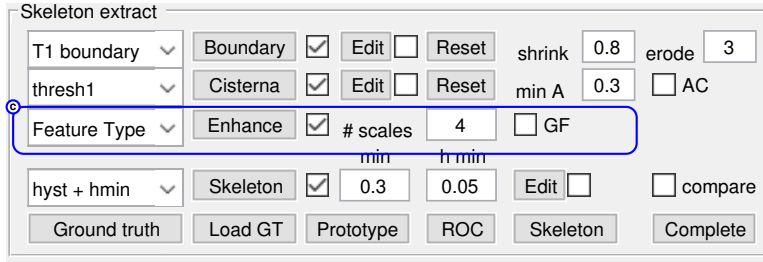 Skeleton extract
T1 boundary Boundary Edit Reset shrink 0.8 erode 3
thresh1 Cisterna Edit Reset min A 0.3 AC
c
Feature Type Enhance # scales 4 GF
min h min
hyst + hmin Skeleton 0.3 0.05 Edit compare
Ground truth Load GT Prototype ROC Skeleton Complete